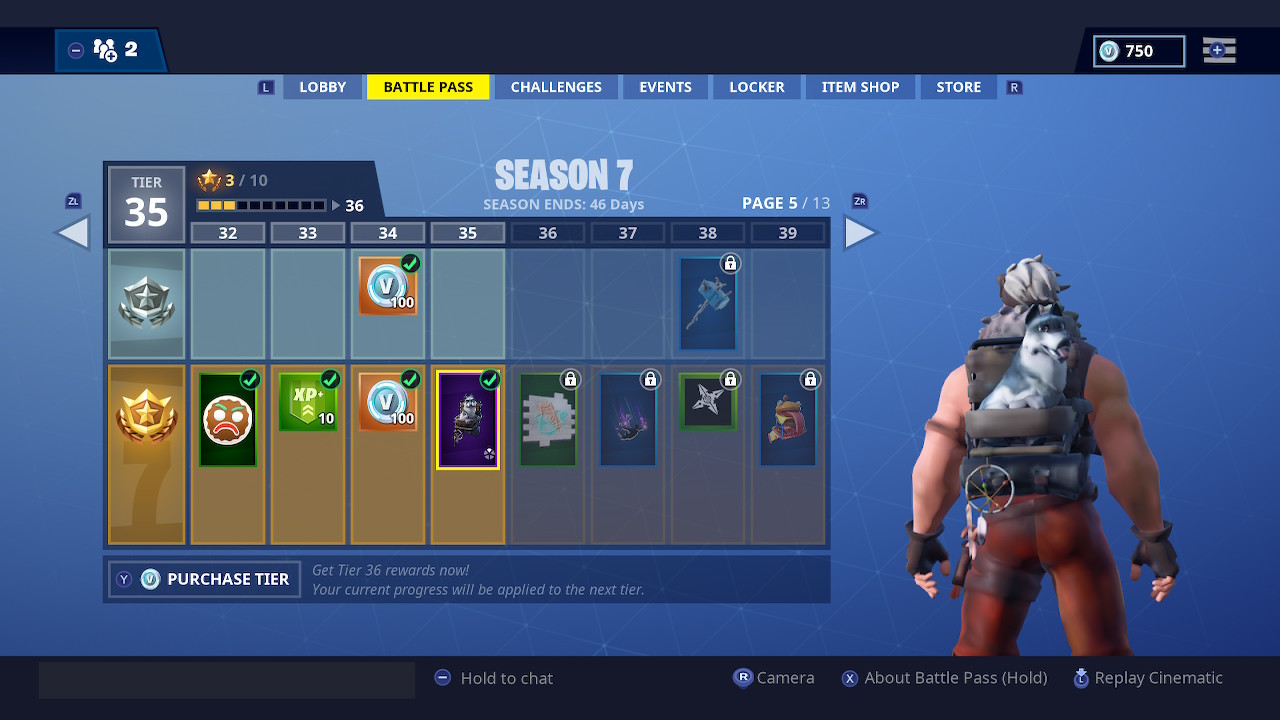 2
750
L
LOBBY
BATTLE PASS
CHALLENGES
EVENTS
LOCKER
ITEM SHOP
STORE
R
SEASON 7
SEASON ENDS: 46 Days
TIER
35
3 / 10
36
ZL
PAGE 5 / 13
ZR
32 33 34 35 36 37 38 39
V 100
XP+ 10
V 100
7
Y V PURCHASE TIER
Get Tier 36 rewards now!
Your current progress will be applied to the next tier.
Hold to chat
R Camera
X About Battle Pass (Hold)
L Replay Cinematic